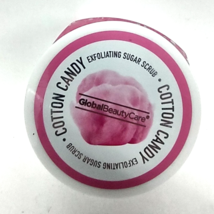 COTTON CANDY EXFOLIATING SUGAR SCRUB •
COTTON CANDY EXFOLIATING SUGAR SCRUB •
GlobalBeautyCare®